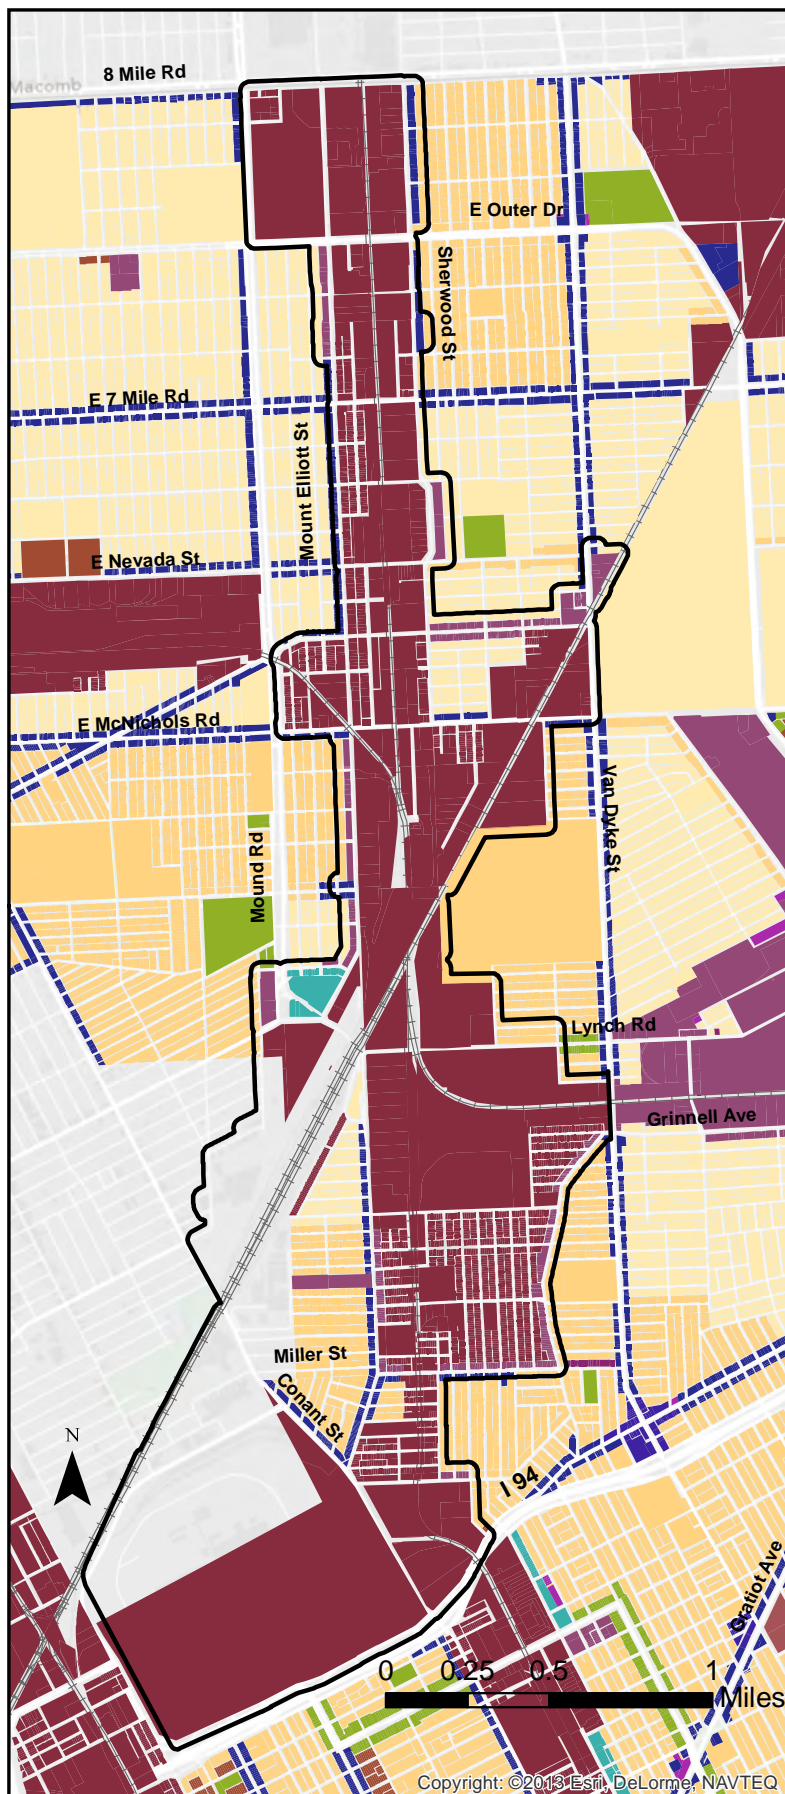 8 Mile Rd
Macomb
E Outer Dr
Sherwood St
E 7 Mile Rd
Mount Elliott St
E Nevada St
E McNichols Rd
Van Dyke St
Mound Rd
Lynch Rd
Grinnell Ave
Miller St
Conant St
N
I 94
Gratiot Ave
0 0.25 0.5 1
Miles
Copyright: ©2013 Esri, DeLorme, NAVTEQ